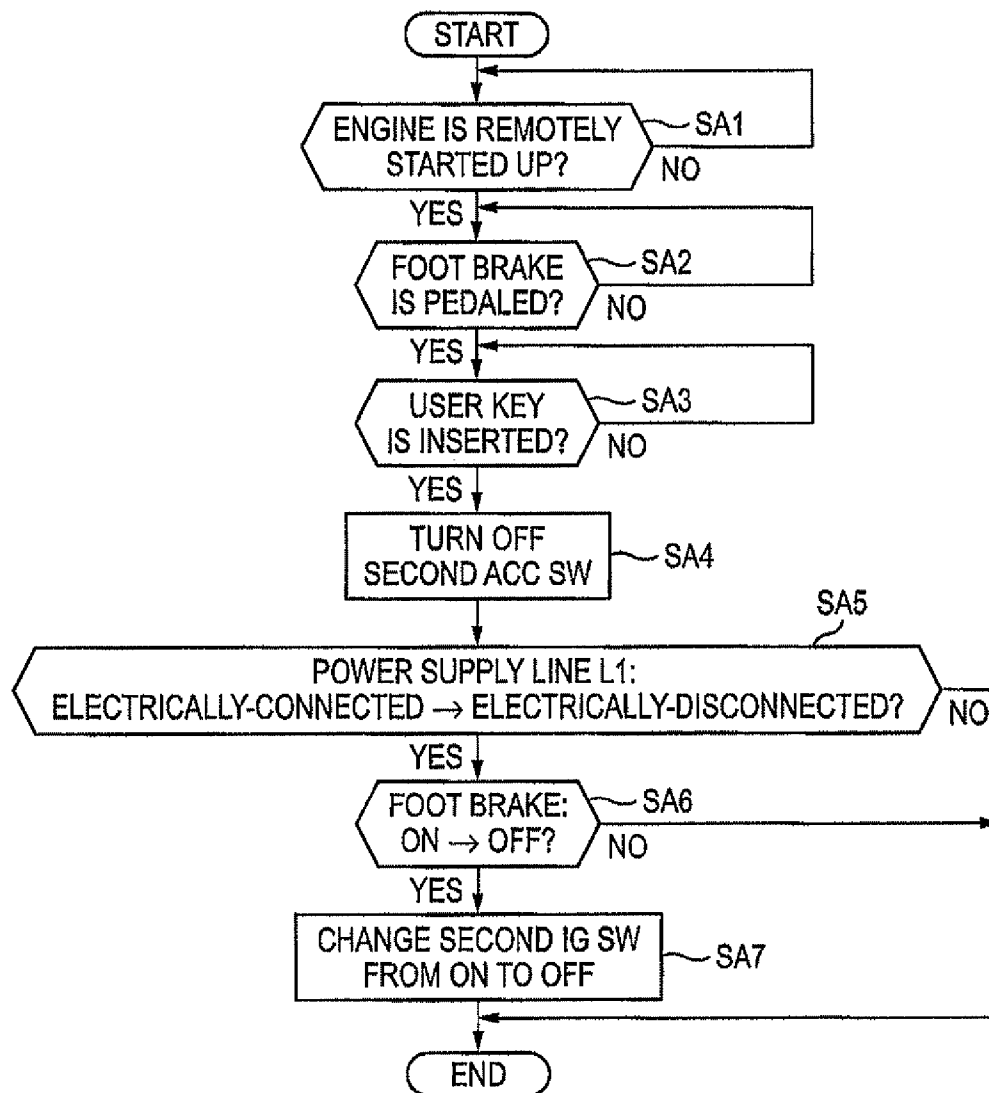 START
ENGINE IS REMOTELY
STARTED UP?
SA1
NO
YES
FOOT BRAKE
IS PEDALED?
SA2
NO
YES
USER KEY
IS INSERTED?
SA3
NO
YES
TURN OFF
SECOND ACC SW
SA4
SA5
POWER SUPPLY LINE L1:
ELECTRICALLY-CONNECTED → ELECTRICALLY-DISCONNECTED?
NO
YES
FOOT BRAKE:
ON → OFF?
SA6
NO
YES
CHANGE SECOND IG SW
FROM ON TO OFF
SA7
END